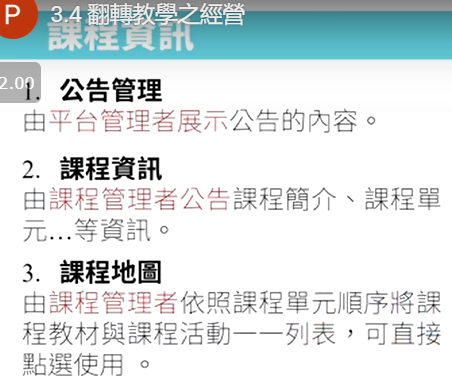 P 3.4 翻轉教學之經營
課程資訊
2.00
1. 公告管理
由平台管理者展示公告的內容。
2. 課程資訊
由課程管理者公告課程簡介、課程單
元…等資訊。
3. 課程地圖
由課程管理者依照課程單元順序將課
程教材與課程活動一一列表，可直接
點選使用 。